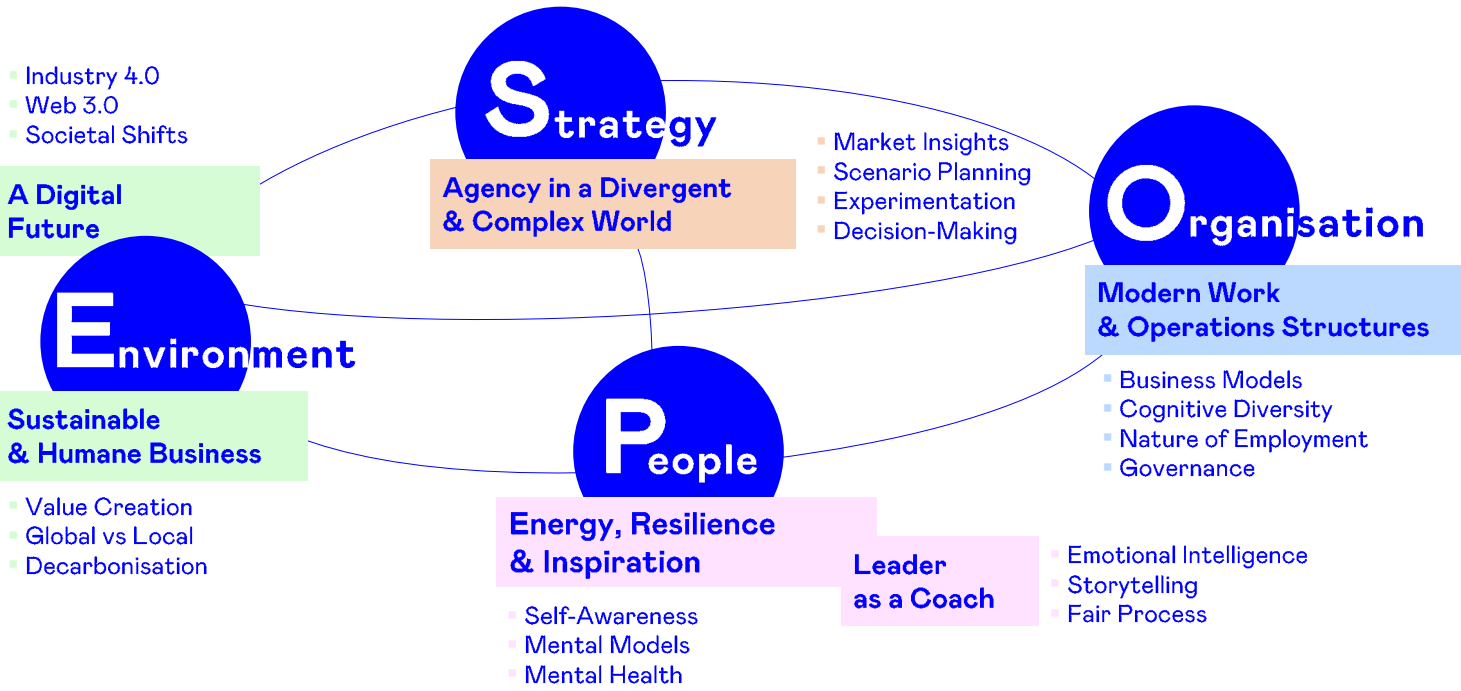 Industry 4.0
Web 3.0
Societal Shifts
A Digital
Future
Environment
Sustainable
& Humane Business
Value Creation
Global vs Local
Decarbonisation
Strategy
Agency in a Divergent
& Complex World
Market Insights
Scenario Planning
Experimentation
Decision-Making
Organisation
Modern Work
& Operations Structures
Business Models
Cognitive Diversity
Nature of Employment
Governance
People
Energy, Resilience
& Inspiration
Self-Awareness
Mental Models
Mental Health
Leader
as a Coach
Emotional Intelligence
Storytelling
Fair Process